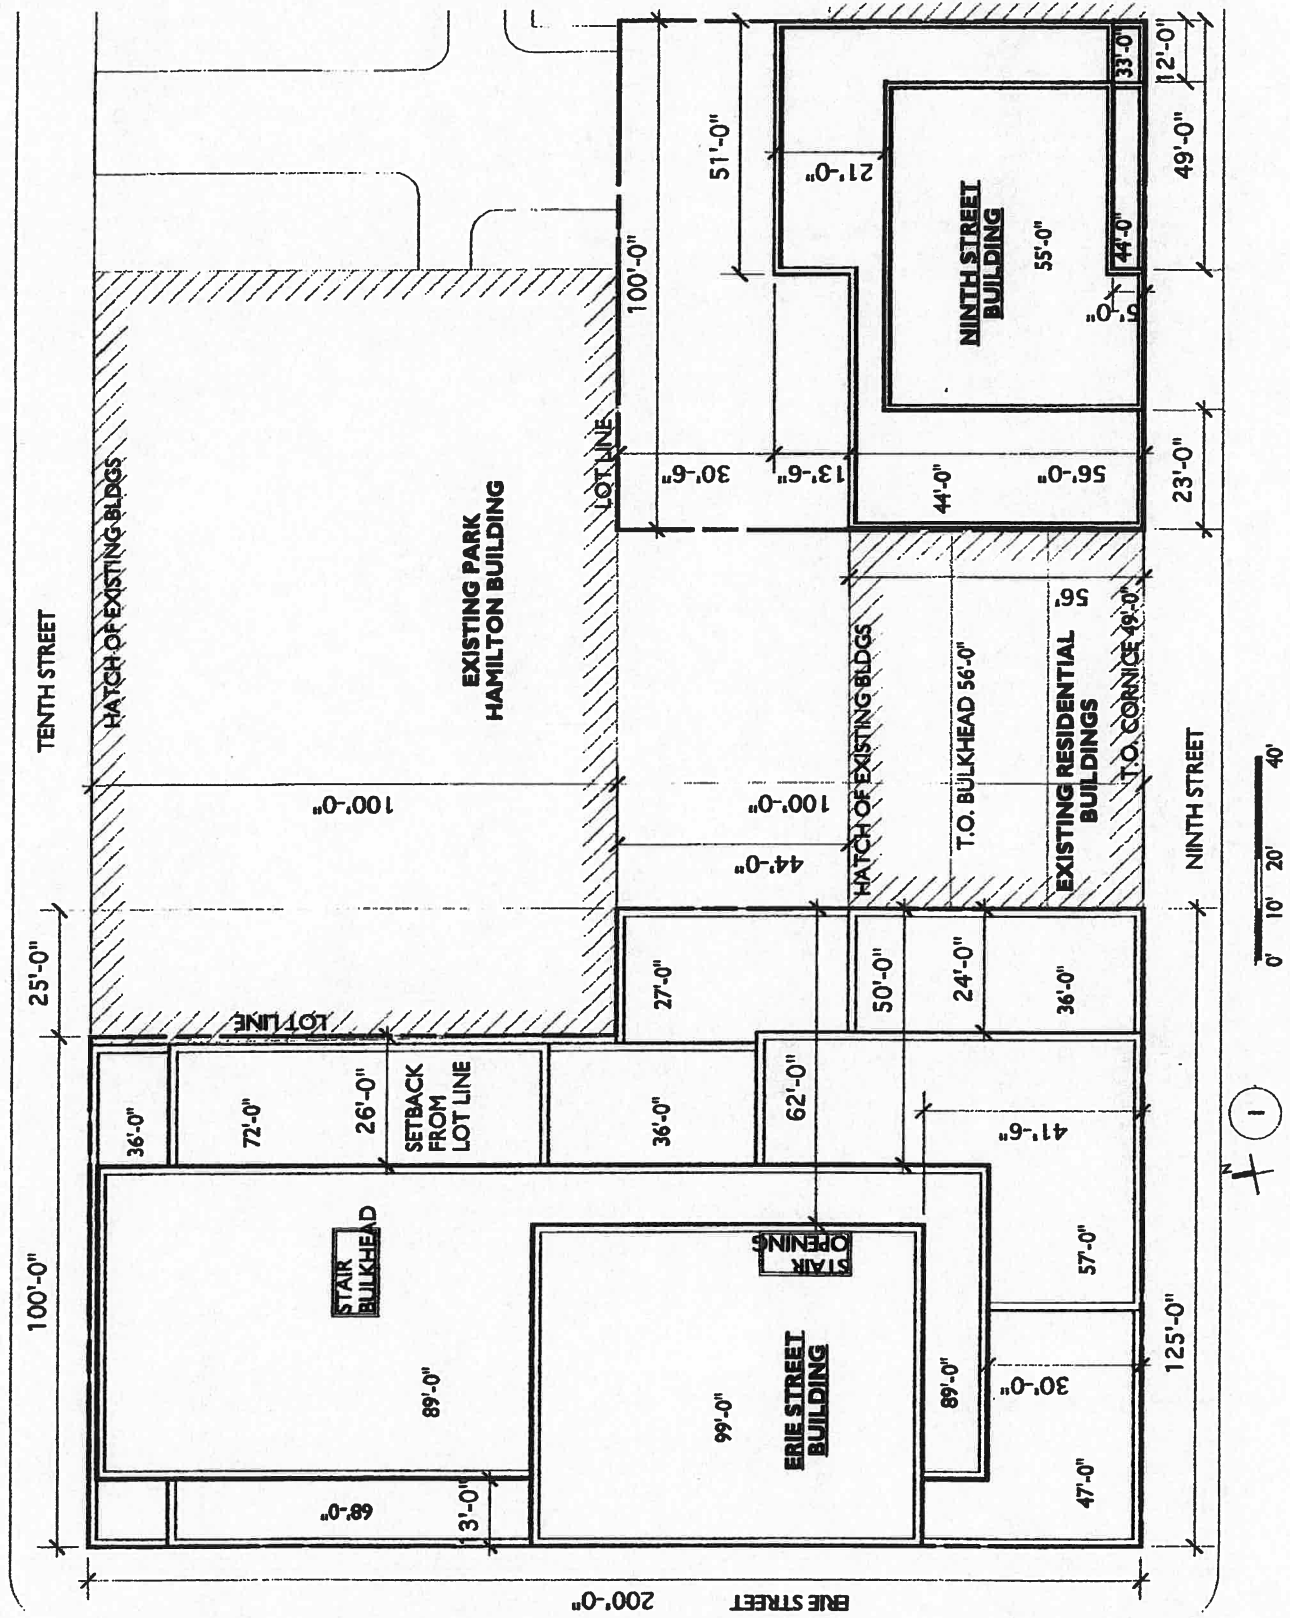 TENTH STREET
HATCH OF EXISTING BLDGS
EXISTING PARK
HAMILTON BUILDING
LOT LINE
100'-0"
51'-0"
100'-0"
21'-0"
33'-0"
12'-0"
49'-0"
44'-0"
NINTH STREET
BUILDING
55'-0"
5'-0"
30'-6"
13'-6"
44'-0"
56'-0"
23'-0"
56'
HATCH OF EXISTING BLDGS
T.O. BULKHEAD 56'-0"
EXISTING RESIDENTIAL
BUILDINGS
T.O. CORNICE 49'-0"
NINTH STREET
100'-0"
44'-0"
0'
10'
20'
40'
25'-0"
LOT LINE
27'-0"
50'-0"
24'-0"
36'-0"
36'-0"
72'-0"
26'-0"
SETBACK
FROM
LOT LINE
36'-0"
62'-0"
41'-6"
1
N
STAIR
BULKHEAD
STAIR
OPENING
57'-0"
100'-0"
89'-0"
99'-0"
ERIE STREET
BUILDING
89'-0"
30'-0"
125'-0"
68'-0"
13'-0"
47'-0"
200'-0"
ERIE STREET